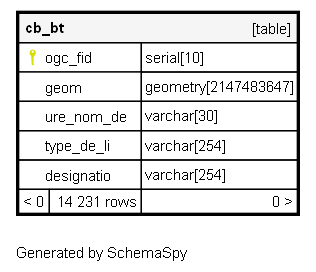 cb_bt [table]
ogc_fid serial[10]
geom geometry[2147483647]
ure_nom_de varchar[30]
type_de_li varchar[254]
designatio varchar[254]
< 0 14 231 rows 0 >
Generated by SchemaSpy